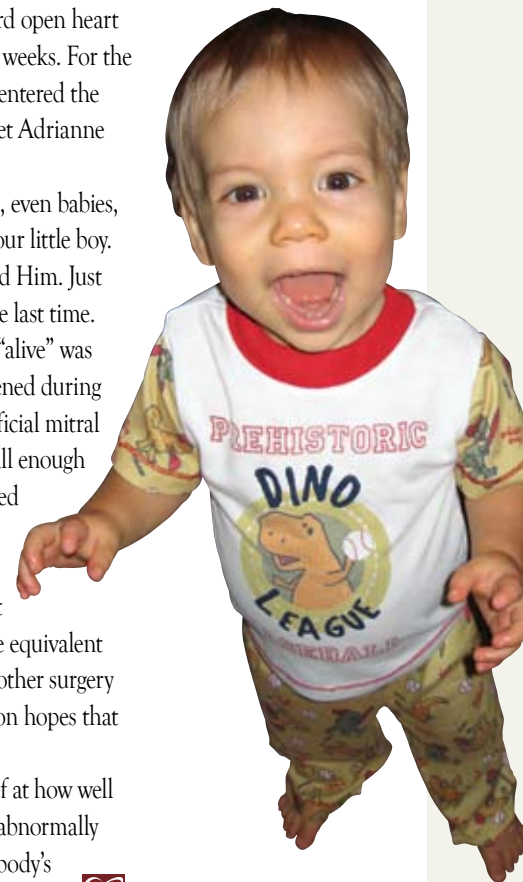 rd open heart
weeks. For the
entered the
et Adrianne
, even babies,
our little boy.
d Him. Just
e last time.
"alive" was
ened during
ficial mitral
ll enough
ed
t
e equivalent
other surgery
on hopes that
f at how well
abnormally
body's
PREHISTORIC
DINO
LEAGUE
BASEBALL